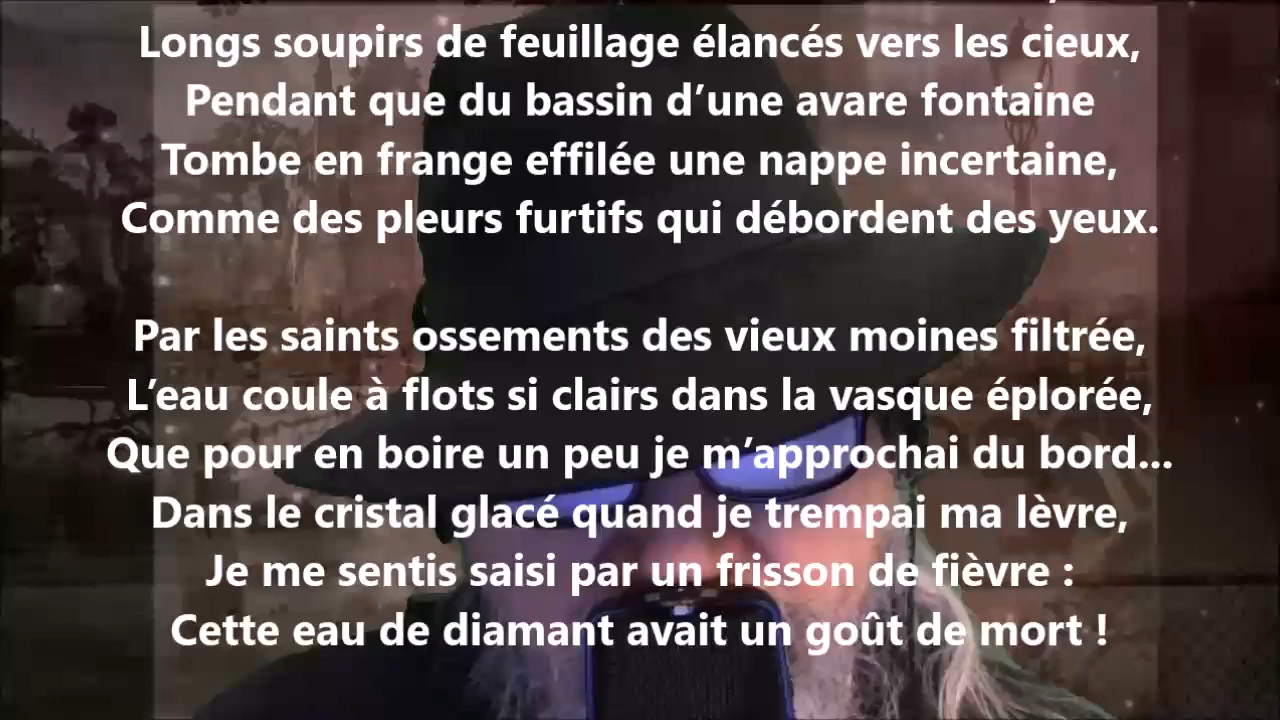 Longs soupirs de feuillage élancés vers les cieux,
Pendant que du bassin d’une avare fontaine
Tombe en frange effilée une nappe incertaine,
Comme des pleurs furtifs qui débordent des yeux.
Par les saints ossements des vieux moines filtrée,
L’eau coule à flots si clairs dans la vasque éplorée,
Que pour en boire un peu je m’approchai du bord...
Dans le cristal glacé quand je trempai ma lèvre,
Je me sentis saisi par un frisson de fièvre :
Cette eau de diamant avait un goût de mort !